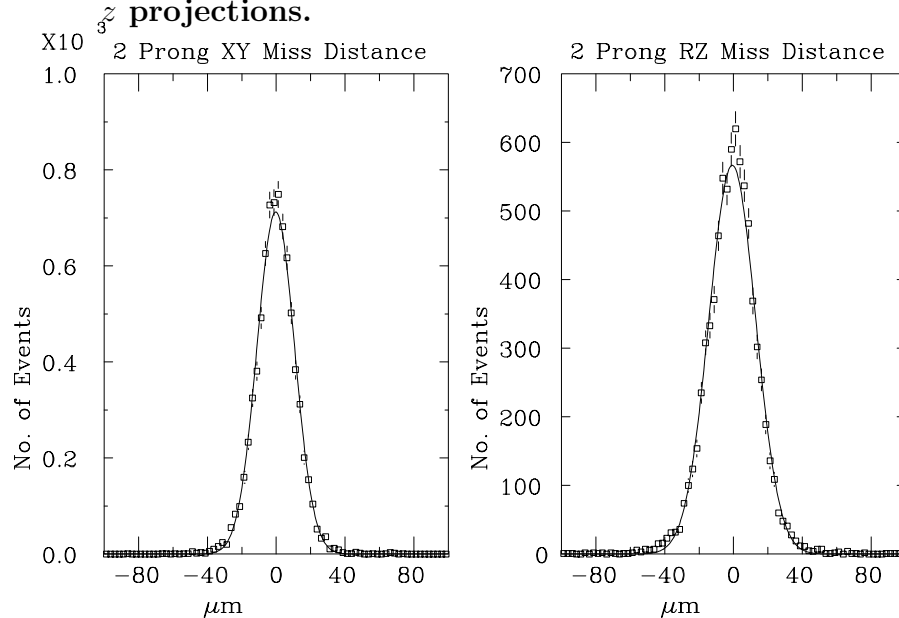 z projections.
X10 3
2 Prong XY Miss Distance
1.0
0.8
0.6
0.4
0.2
0.0
No. of Events
−80 −40 0 40 80
μm
2 Prong RZ Miss Distance
700
600
500
400
300
200
100
0
No. of Events
−80 −40 0 40 80
μm